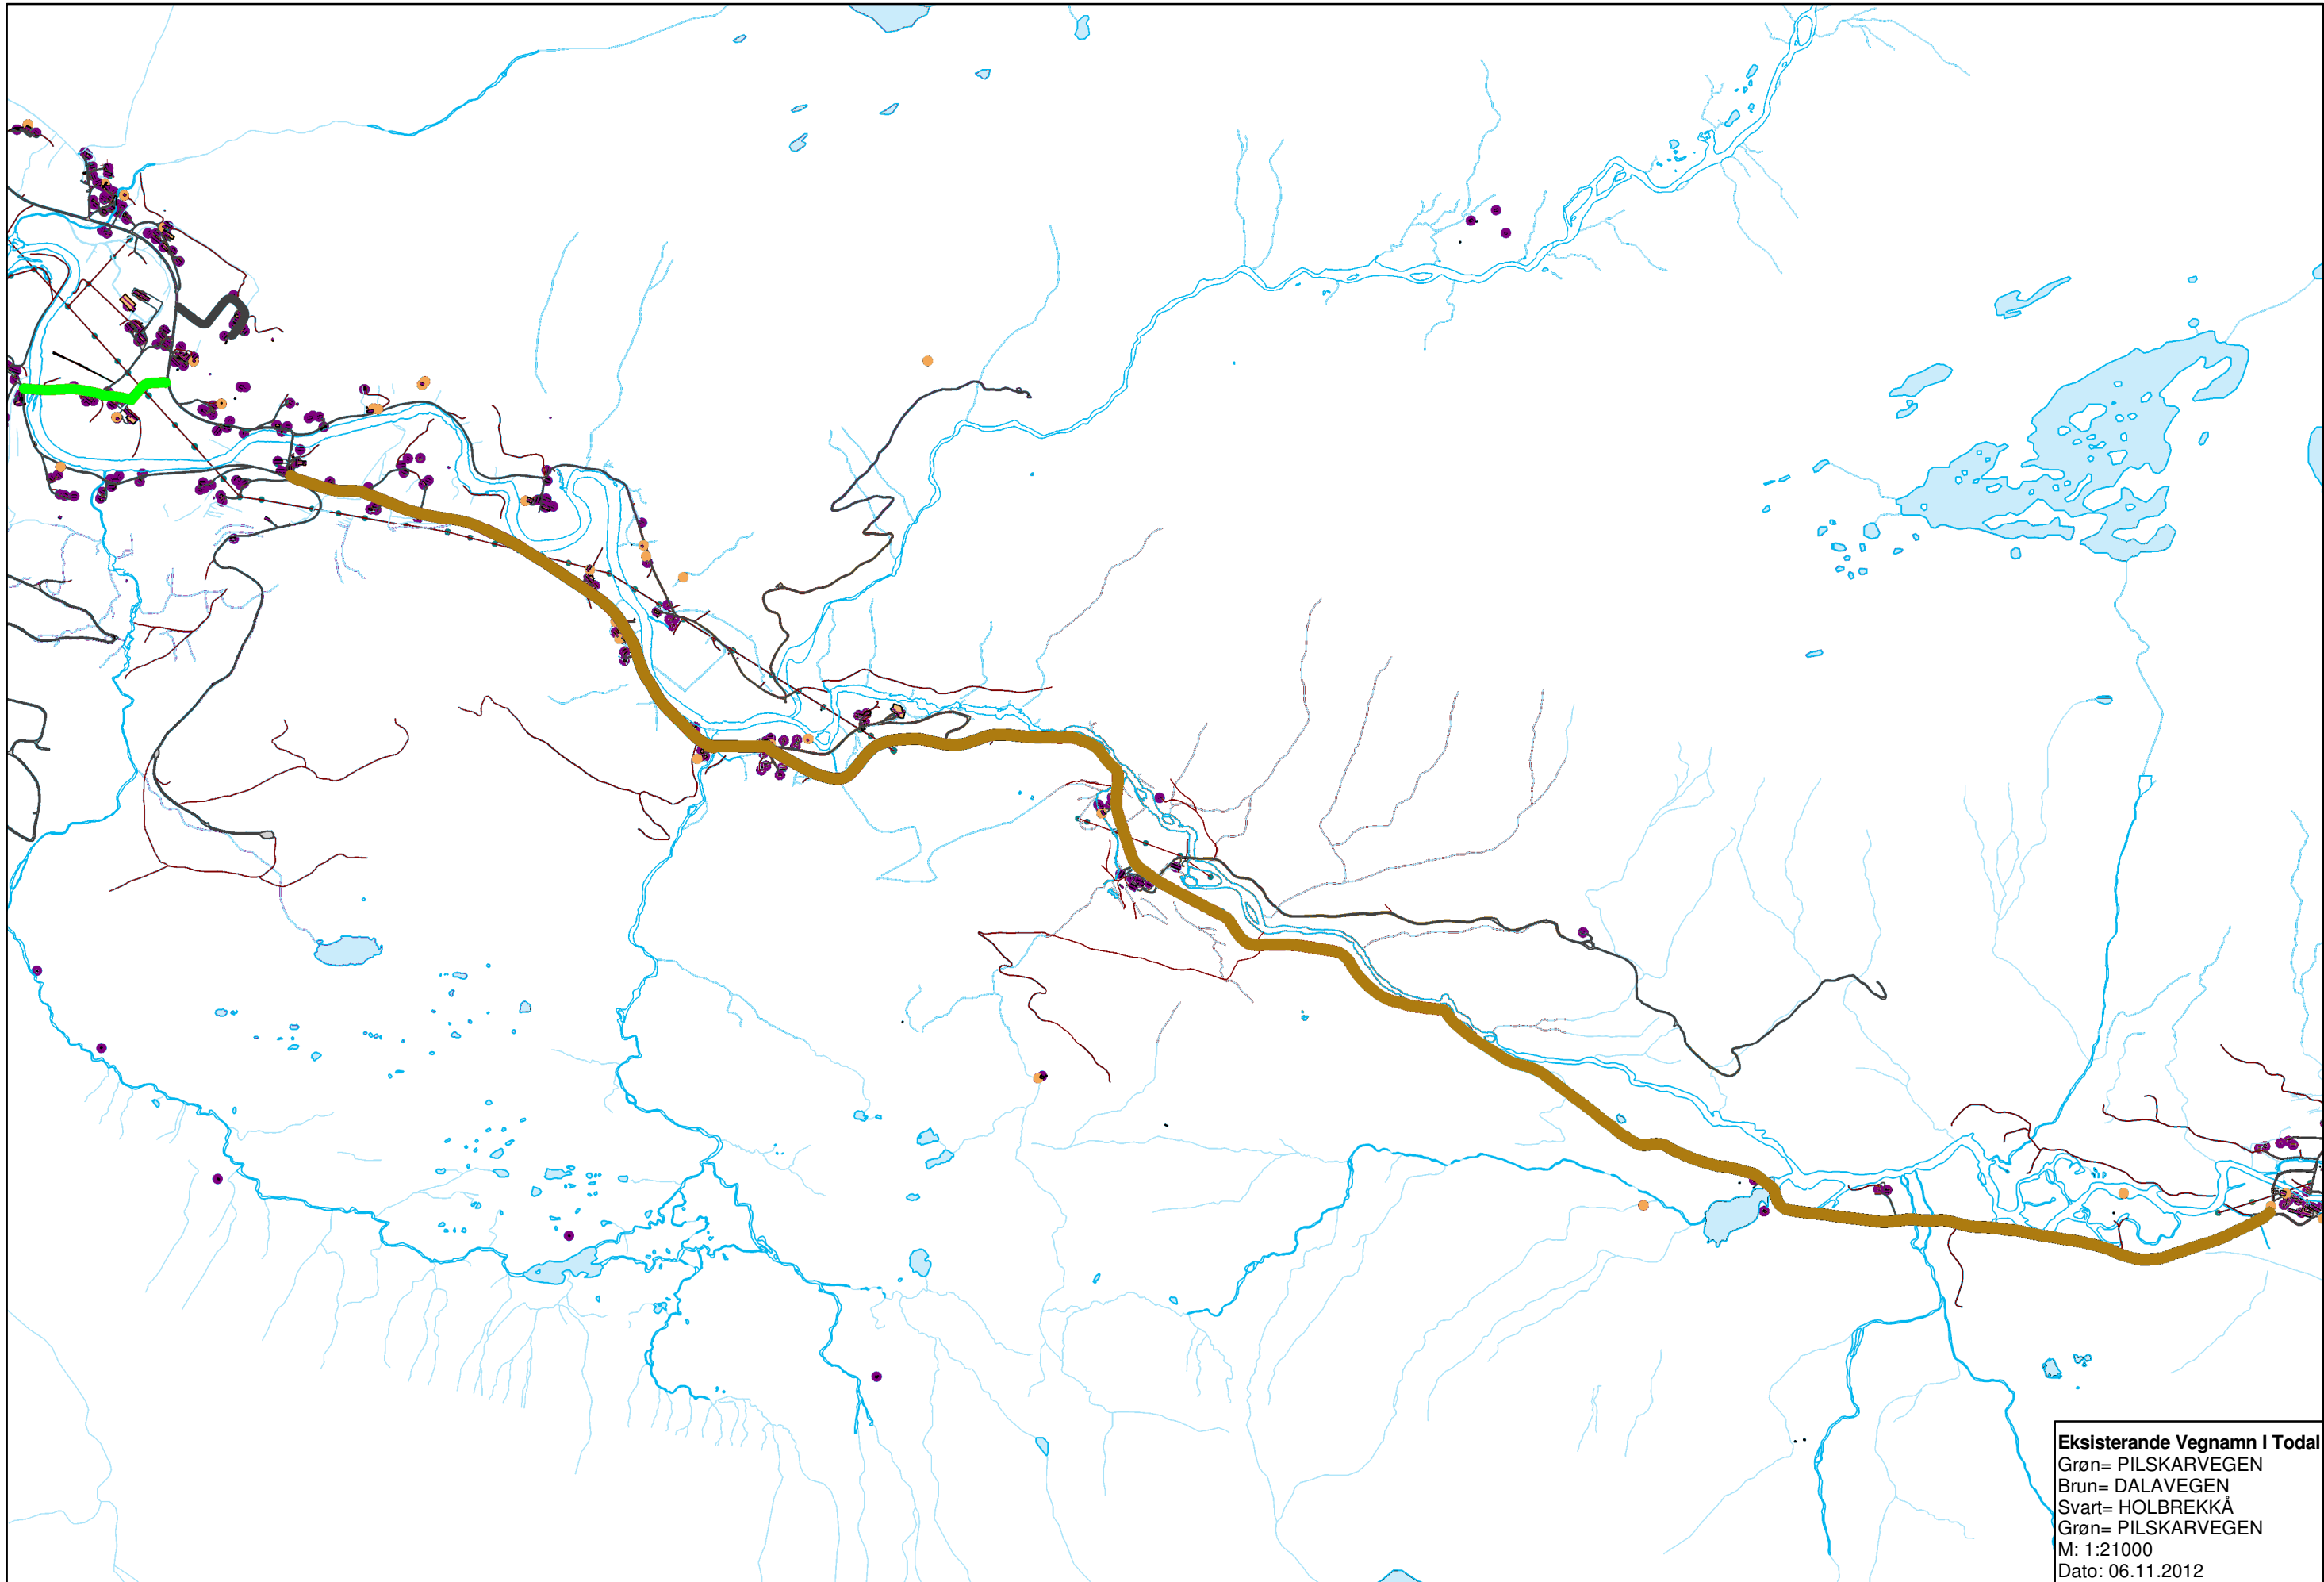 Eksisterande Vegnamn I Todal
Grøn= PILSKARVEGEN
Brun= DALAVEGEN
Svart= HOLBREKKÅ
Grøn= PILSKARVEGEN
M: 1:21000
Dato: 06.11.2012